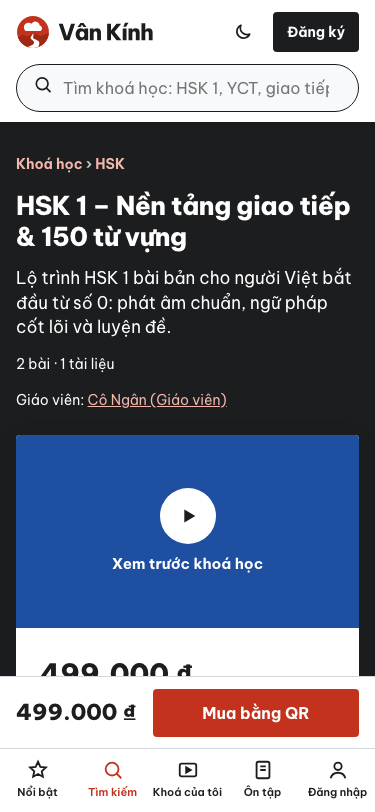 Vân Kính
Đăng ký
Tìm khoá học: HSK 1, YCT, giao tiếp
Khoá học › HSK
HSK 1 – Nền tảng giao tiếp
& 150 từ vựng
Lộ trình HSK 1 bài bản cho người Việt bắt
đầu từ số 0: phát âm chuẩn, ngữ pháp
cốt lõi và luyện đề.
2 bài · 1 tài liệu
Giáo viên: Cô Ngân (Giáo viên)
Xem trước khoá học
499.000 ₫
499.000 ₫
Mua bằng QR
Nổi bật
Tìm kiếm
Khoá của tôi
Ôn tập
Đăng nhập